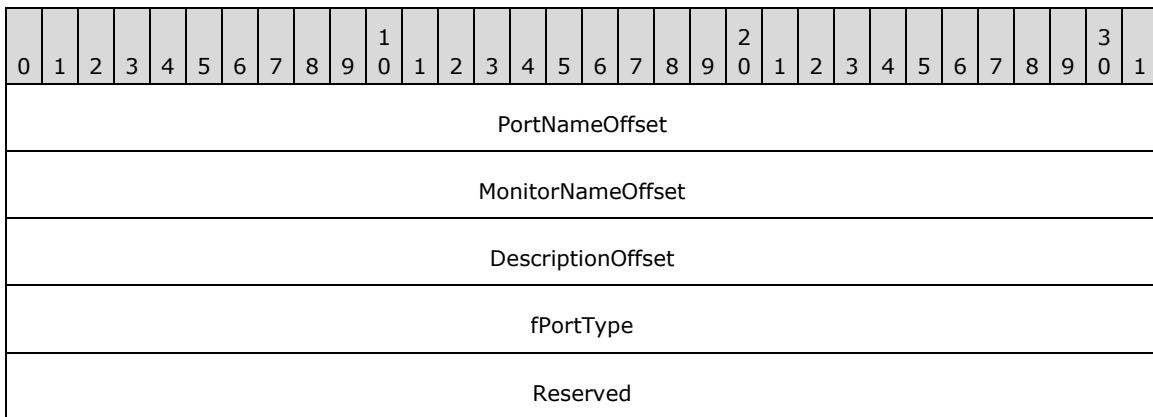 1 2 3
0 1 2 3 4 5 6 7 8 9 0 1 2 3 4 5 6 7 8 9 0 1 2 3 4 5 6 7 8 9 0 1
PortNameOffset
MonitorNameOffset
DescriptionOffset
fPortType
Reserved